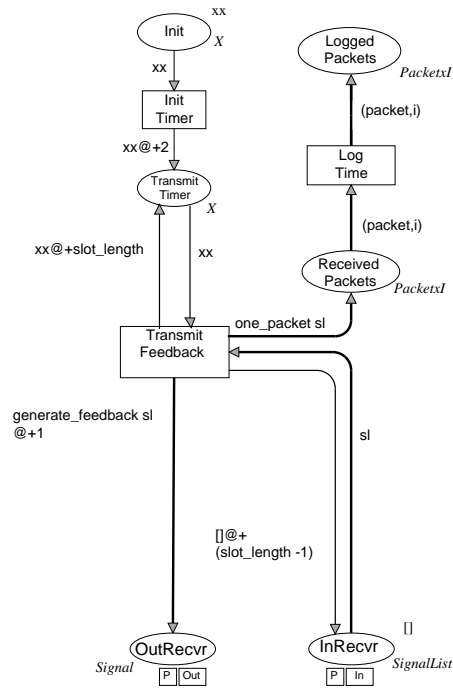 xx
Init
X
xx
Init
Timer
xx@+2
Transmit
Timer
X
xx@+slot_length
xx
Logged
Packets
PacketxI
(packet,i)
Log
Time
(packet,i)
Received
Packets
PacketxI
one_packet sl
Transmit
Feedback
generate_feedback sl
@+1
sl
[]@+
(slot_length -1)
OutRecvr
Signal
P Out
[]
InRecvr
SignalList
P In